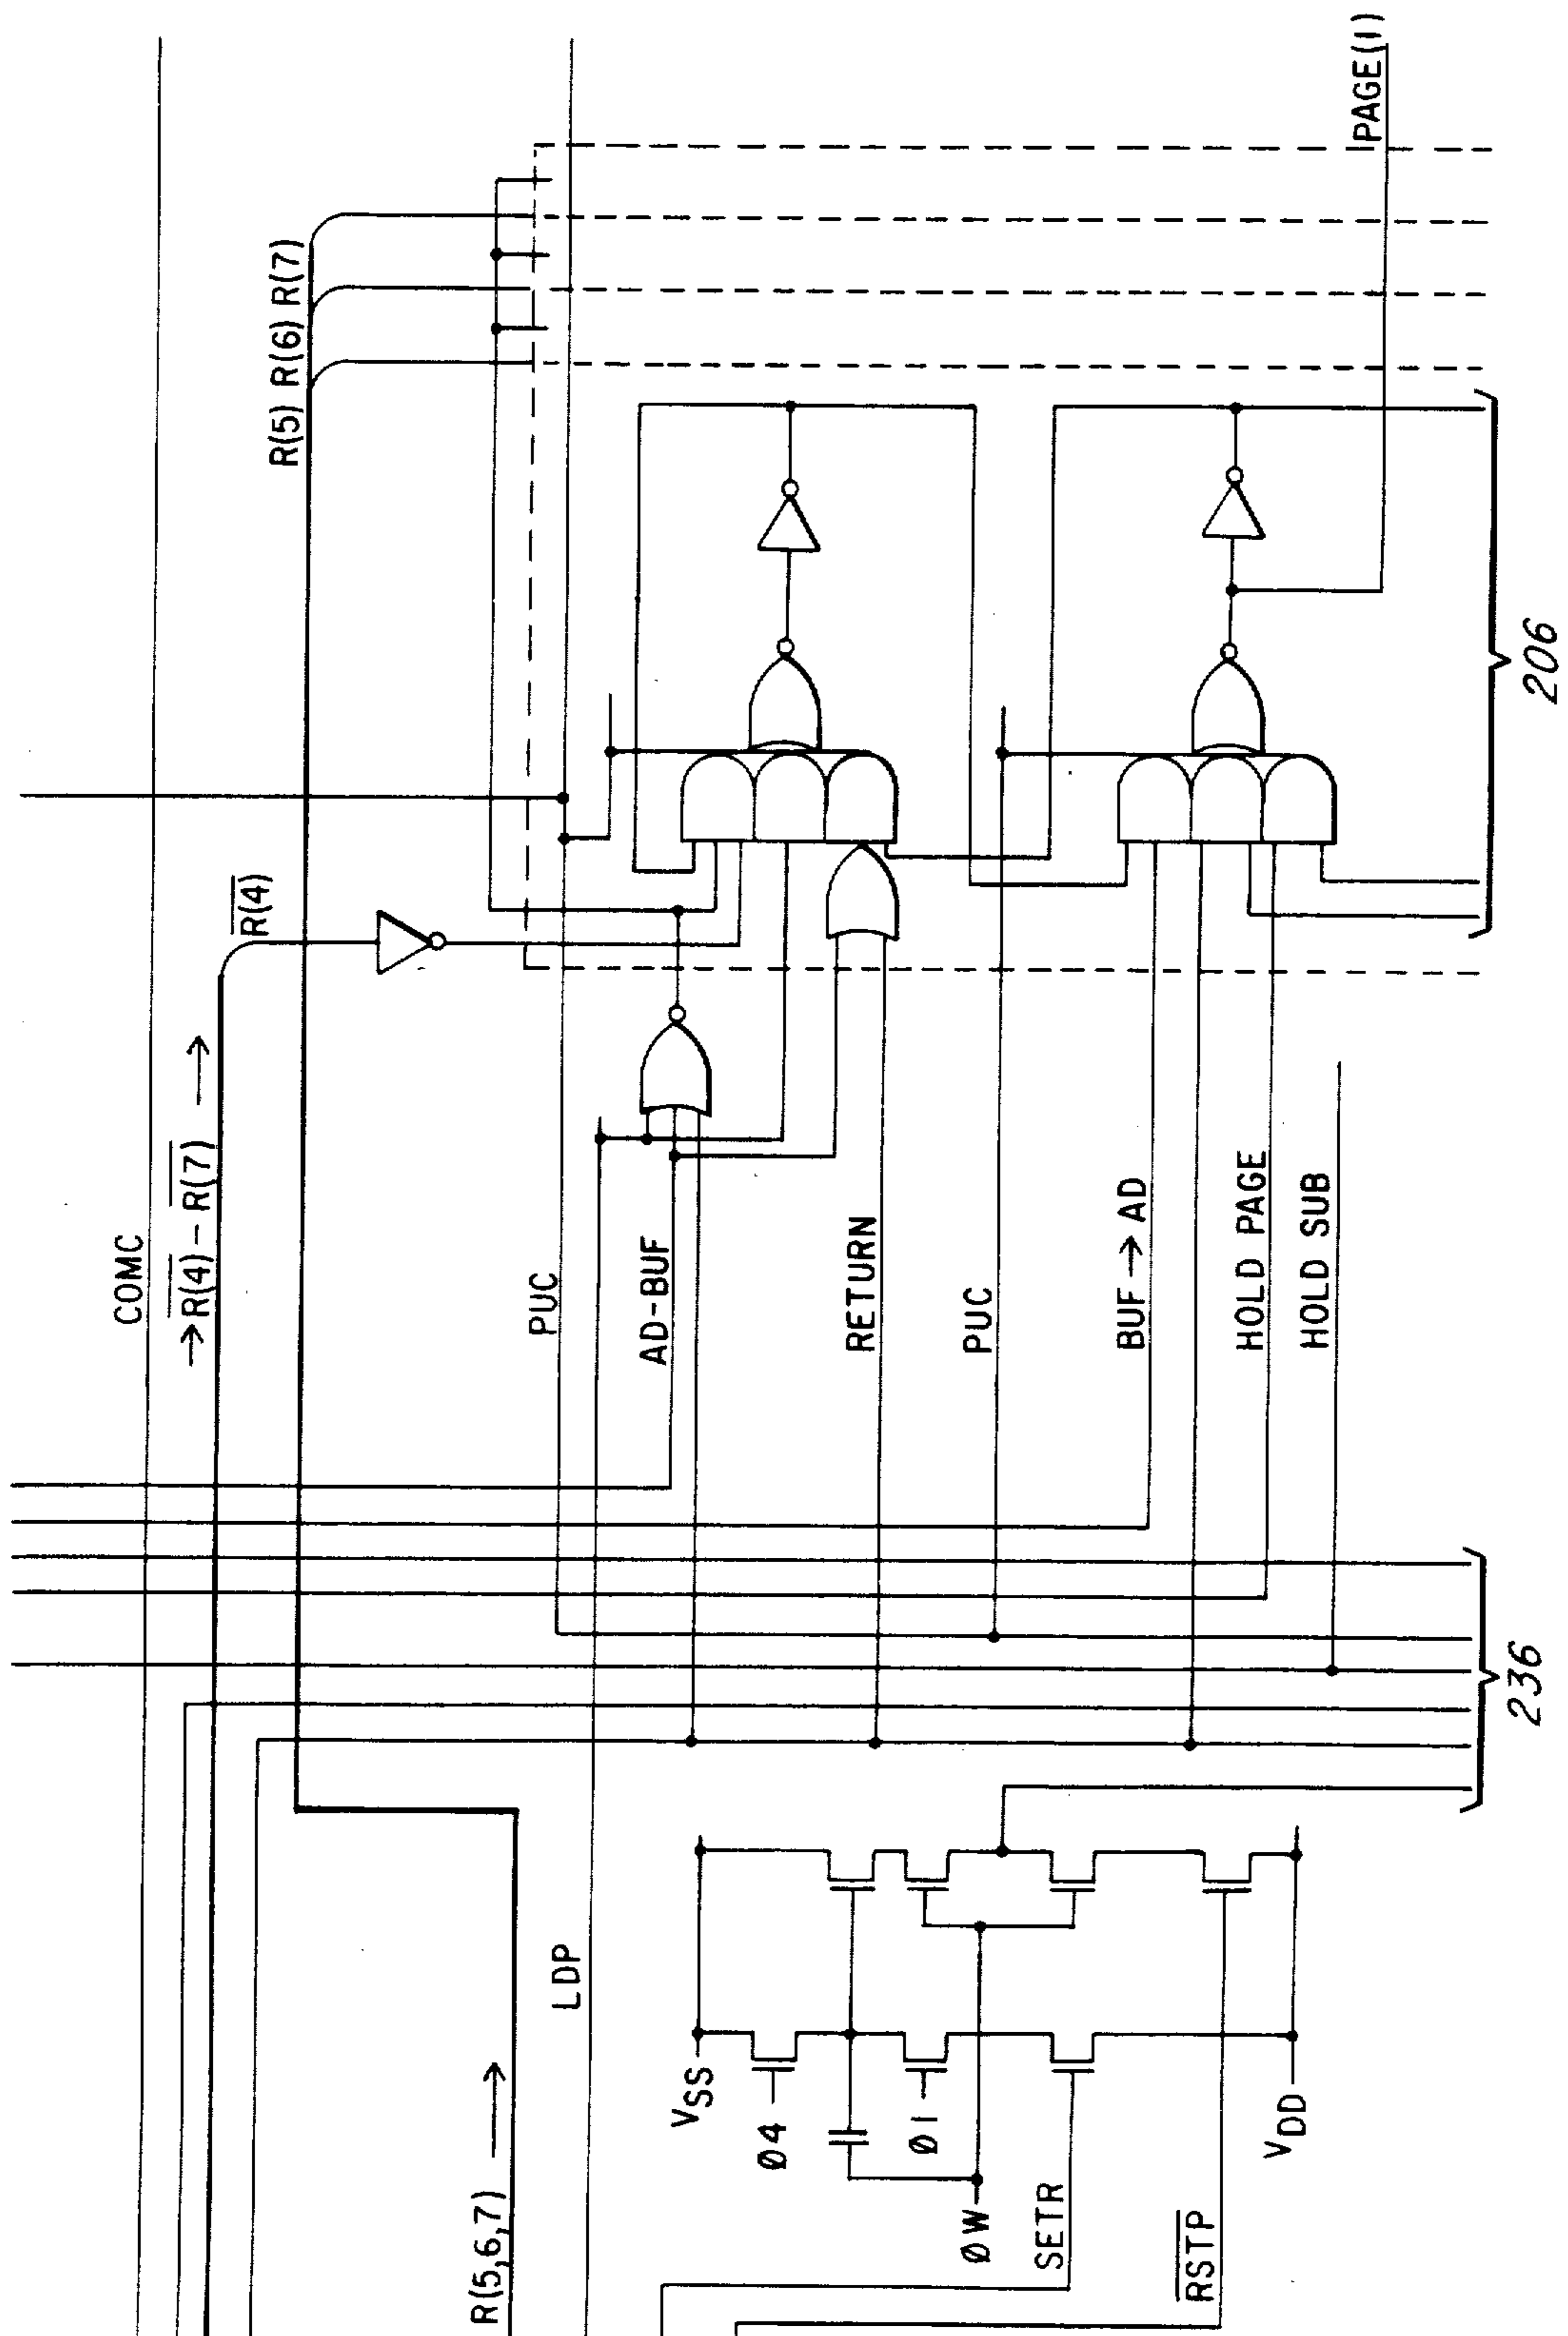 PAGE(1)
R(5) R(6) R(7)
R̅(̅4̅)̅
206
COMC
→R̅(̅4̅)̅ – R̅(̅7̅)̅ →
PUC
AD-BUF
RETURN
PUC
BUF → AD
HOLD PAGE
HOLD SUB
236
LDP
VSS
Ø4
Ø1
ØW
SETR
R̅S̅T̅P̅
VDD
R(5,6,7) →